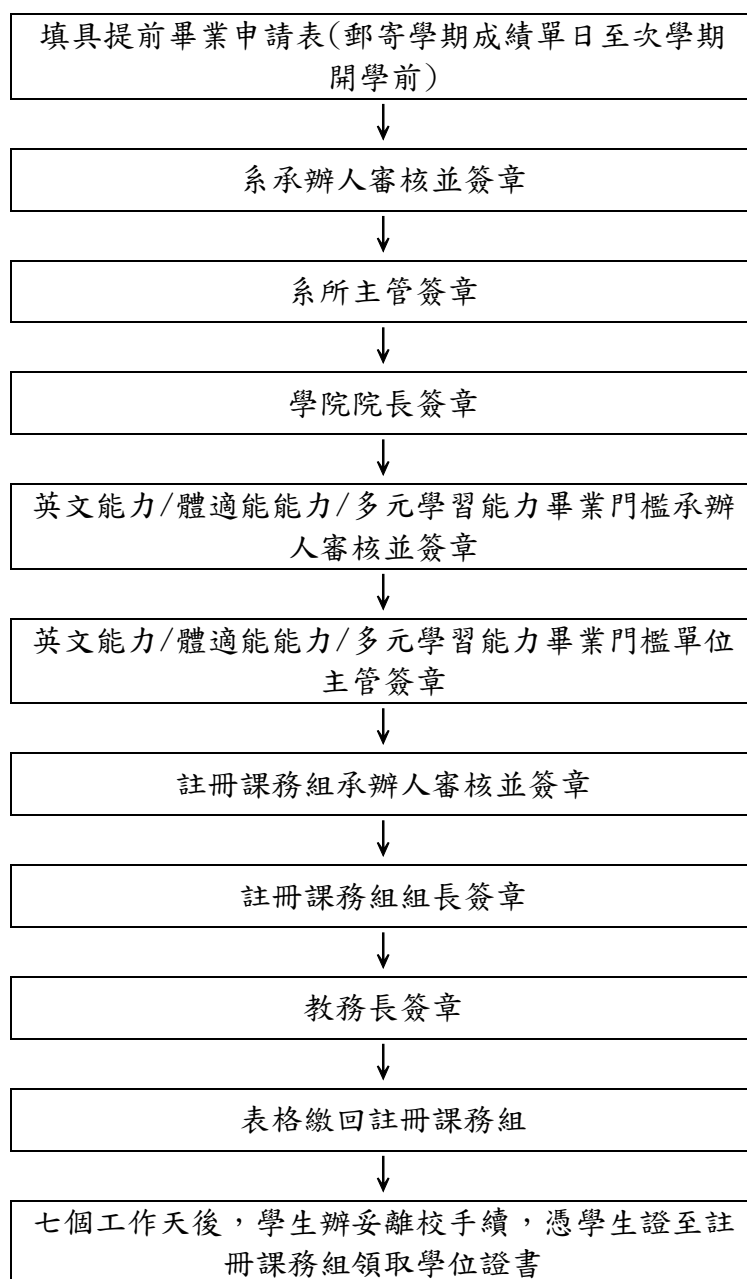 填具提前畢業申請表(郵寄學期成績單日至次學期
開學前)
系承辦人審核並簽章
系所主管簽章
學院院長簽章
英文能力/體適能能力/多元學習能力畢業門檻承辦
人審核並簽章
英文能力/體適能能力/多元學習能力畢業門檻單位
主管簽章
註冊課務組承辦人審核並簽章
註冊課務組組長簽章
教務長簽章
表格繳回註冊課務組
七個工作天後，學生辦妥離校手續，憑學生證至註
冊課務組領取學位證書